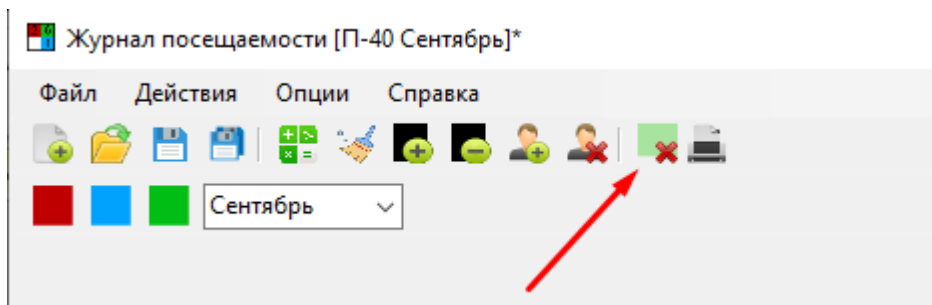 Журнал посещаемости [П-40 Сентябрь]*
Файл Действия Опции Справка
Сентябрь